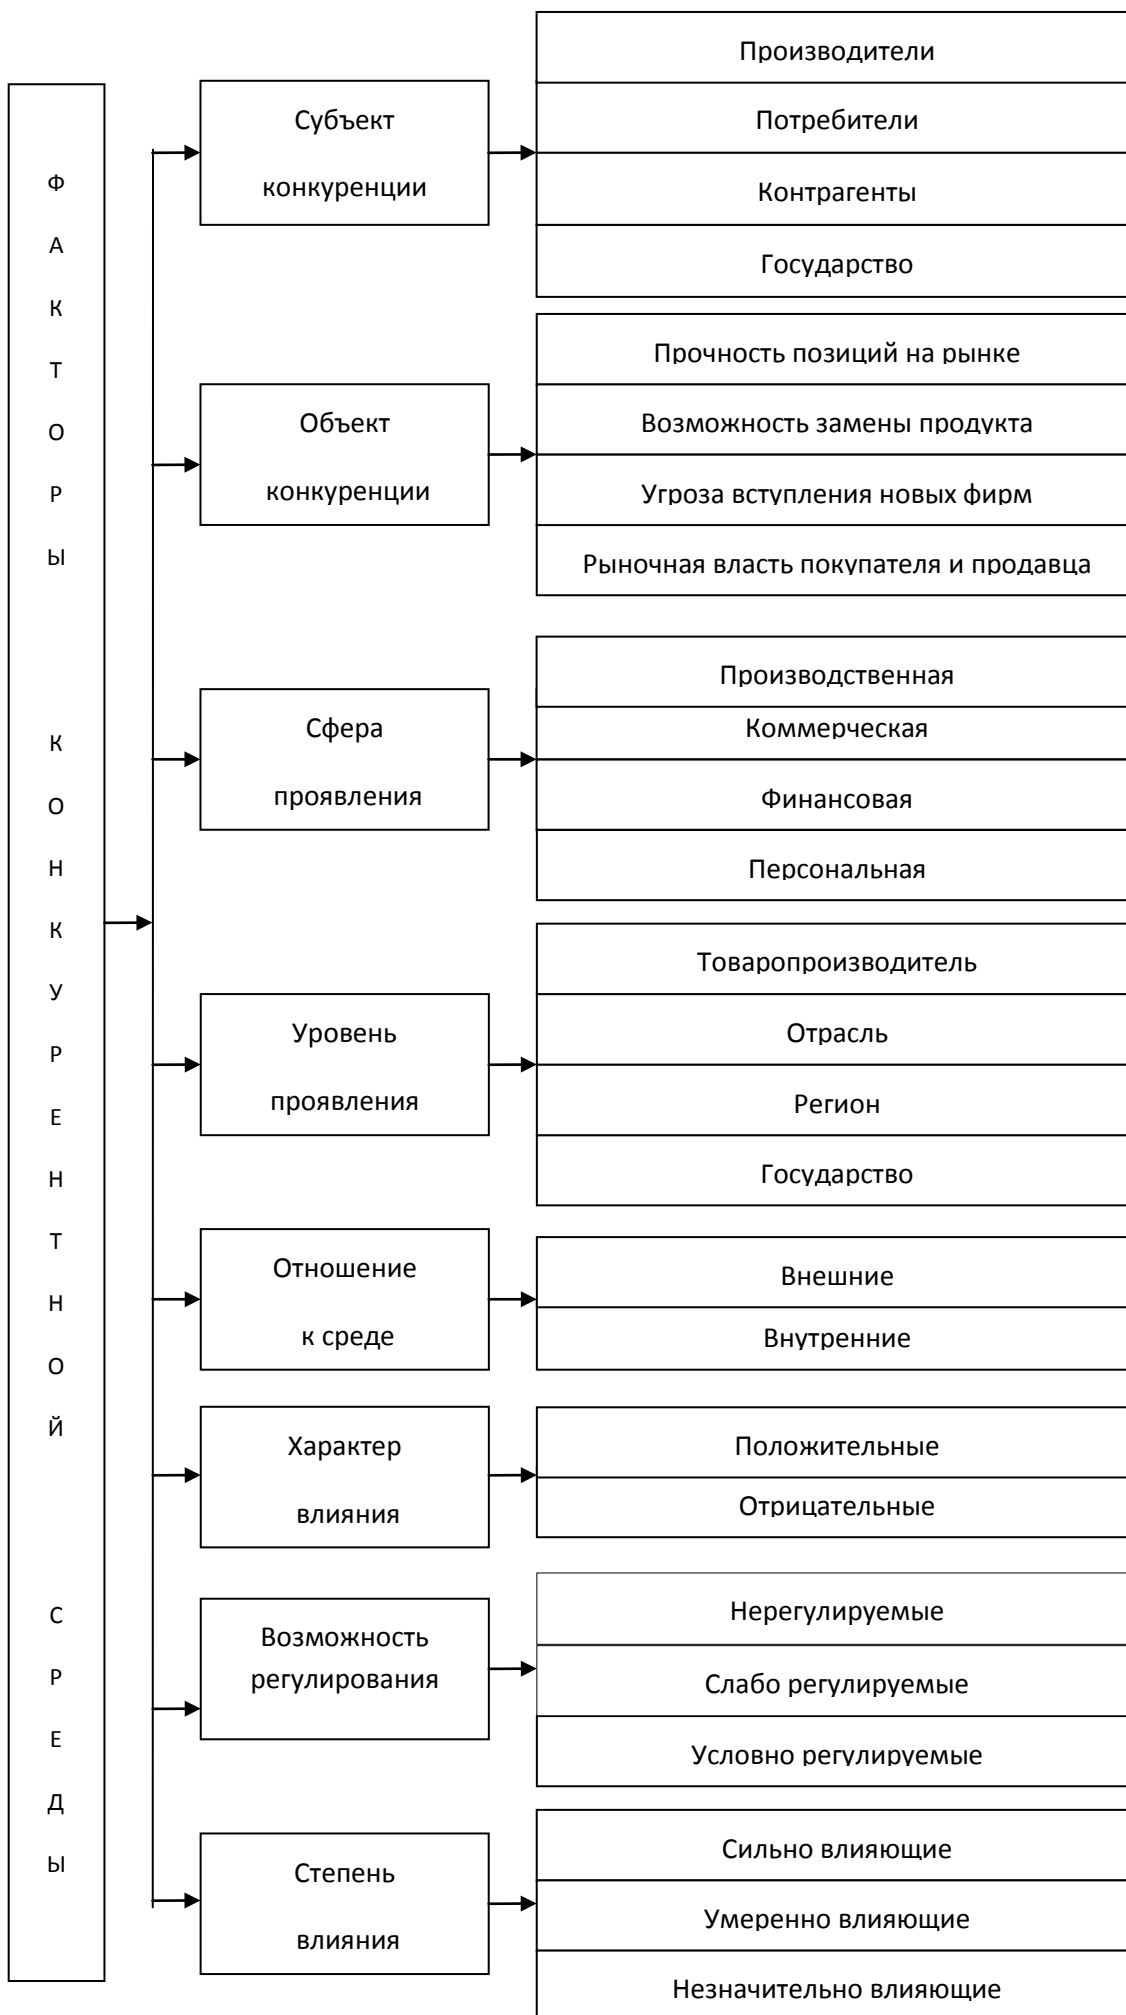 ФАКТОРЫ КОНКУРЕНТНОЙ СРЕДЫ
Субъект
конкуренции
Производители
Потребители
Контрагенты
Государство
Объект
конкуренции
Прочность позиций на рынке
Возможность замены продукта
Угроза вступления новых фирм
Рыночная власть покупателя и продавца
Сфера
проявления
Производственная
Коммерческая
Финансовая
Персональная
Уровень
проявления
Товаропроизводитель
Отрасль
Регион
Государство
Отношение
к среде
Внешние
Внутренние
Характер
влияния
Положительные
Отрицательные
Возможность
регулирования
Нерегулируемые
Слабо регулируемые
Условно регулируемые
Степень
влияния
Сильно влияющие
Умеренно влияющие
Незначительно влияющие